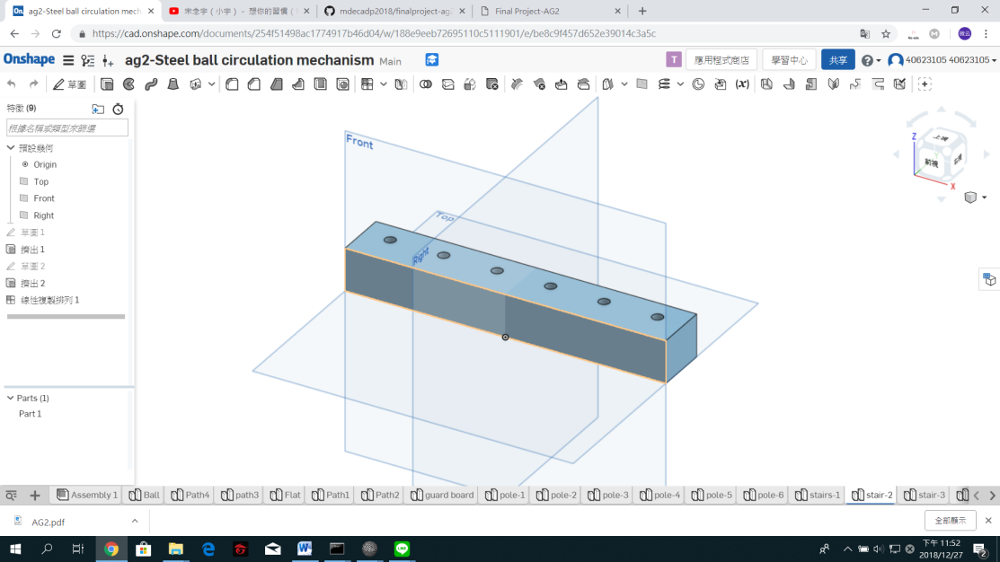 ag2-Steel ball circulation mech
宋念宇 ( 小宇 ) - 想你的習慣 (
mdecadp2018/finalproject-ag
Final Project-AG2
https://cad.onshape.com/documents/254f51498ac1774917b46d04/w/188e9eeb72695110c5111901/e/be8c9f457d652e39014c3a5c
Onshape
ag2-Steel ball circulation mechanism Main
T
應用程式商店
學習中心
共享
40623105 40623105
草圖
(x)
特徵 (9)
根據名稱或類型來篩選
預設幾何
Origin
Top
Front
Right
草圖 1
擠出 1
草圖 2
擠出 2
線性複製排列 1
Parts (1)
Part 1
Front
Top
Right
Z
上視
前視
X
Assembly 1
Ball
Path4
path3
Flat
Path1
Path2
guard board
pole-1
pole-2
pole-3
pole-4
pole-5
pole-6
stairs-1
stair-2
stair-3
AG2.pdf
全部顯示
下午 11:52
2018/12/27
2